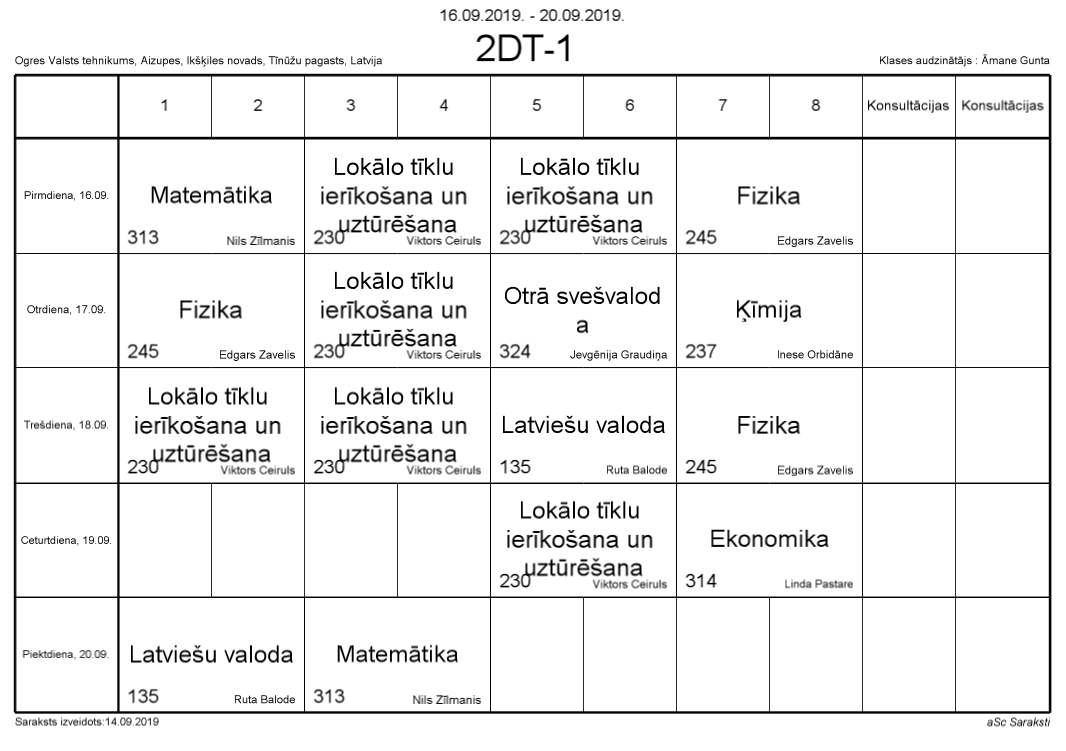 16.09.2019. - 20.09.2019.
2DT-1
Ogres Valsts tehnikums, Aizupes, Ikšķiles novads, Tīnūžu pagasts, Latvija
Klases audzinātājs : Āmane Gunta
1 2 3 4 5 6 7 8 Konsultācijas Konsultācijas
Pirmdiena, 16.09.
Matemātika
313 Nils Zīlmanis
Lokālo tīklu
ierīkošana un
uztūrēšana
230 Viktors Ceiruls
Lokālo tīklu
ierīkošana un
uztūrēšana
230 Viktors Ceiruls
Fizika
245 Edgars Zavelis
Otrdiena, 17.09.
Fizika
245 Edgars Zavelis
Lokālo tīklu
ierīkošana un
uztūrēšana
230 Viktors Ceiruls
Otrā svešvalod
a
324 Jevgēnija Graudiņa
Ķīmija
237 Inese Orbidāne
Trešdiena, 18.09.
Lokālo tīklu
ierīkošana un
uztūrēšana
230 Viktors Ceiruls
Lokālo tīklu
ierīkošana un
uztūrēšana
230 Viktors Ceiruls
Latviešu valoda
135 Ruta Balode
Fizika
245 Edgars Zavelis
Ceturtdiena, 19.09.
Lokālo tīklu
ierīkošana un
uztūrēšana
230 Viktors Ceiruls
Ekonomika
314 Linda Pastare
Piektdiena, 20.09.
Latviešu valoda
135 Ruta Balode
Matemātika
313 Nils Zīlmanis
Saraksts izveidots:14.09.2019
aSc Saraksti